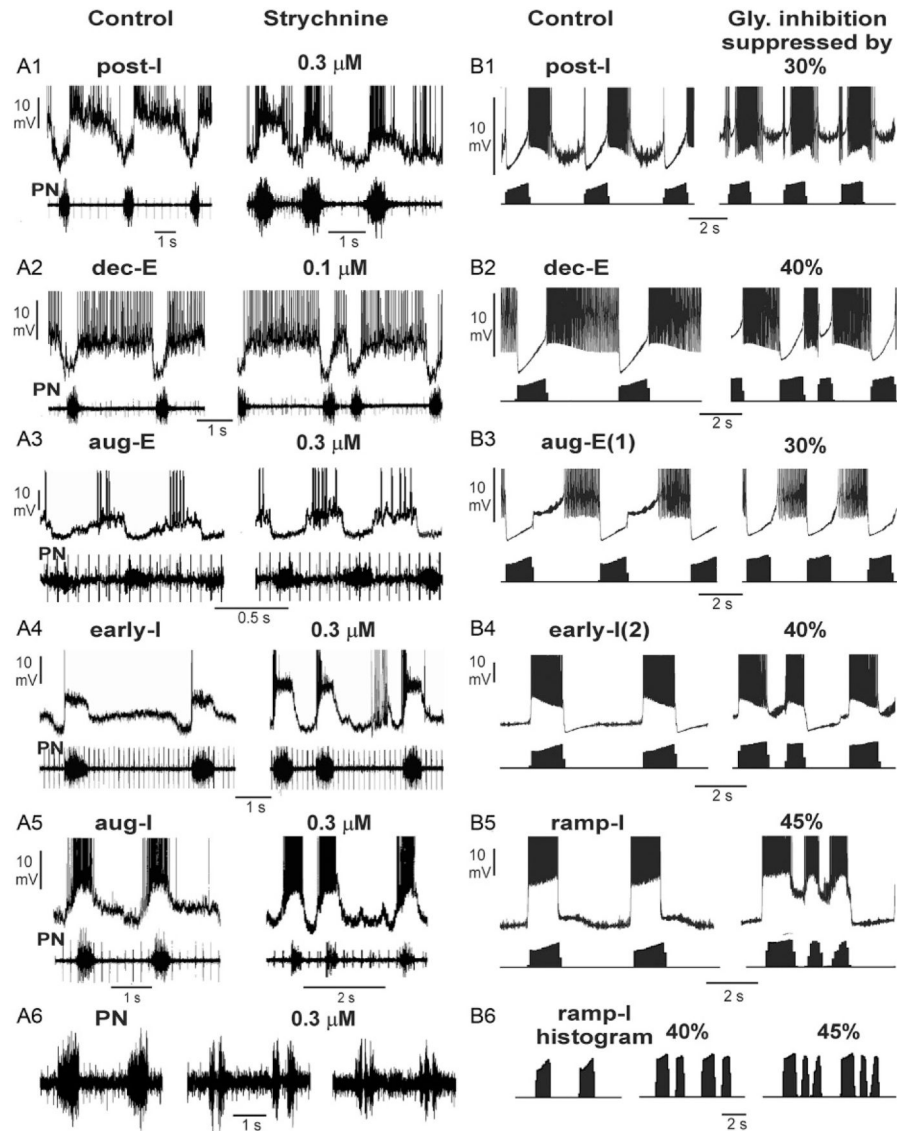 Control Strychnine Control Gly. inhibition
suppressed by
A1 post-I 0.3 μM B1 post-I 30%
10
mV
10
mV
PN
1 s 1 s 2 s
A2 dec-E 0.1 μM B2 dec-E 40%
10
mV
10
mV
PN
1 s 2 s
A3 aug-E 0.3 μM B3 aug-E(1) 30%
10
mV
10
mV
PN
0.5 s 2 s
A4 early-I 0.3 μM B4 early-I(2) 40%
10
mV
10
mV
PN
1 s 2 s
A5 aug-I 0.3 μM B5 ramp-I 45%
10
mV
10
mV
PN
1 s 2 s 2 s
A6 PN 0.3 μM B6 ramp-I
histogram 40% 45%
1 s 2 s